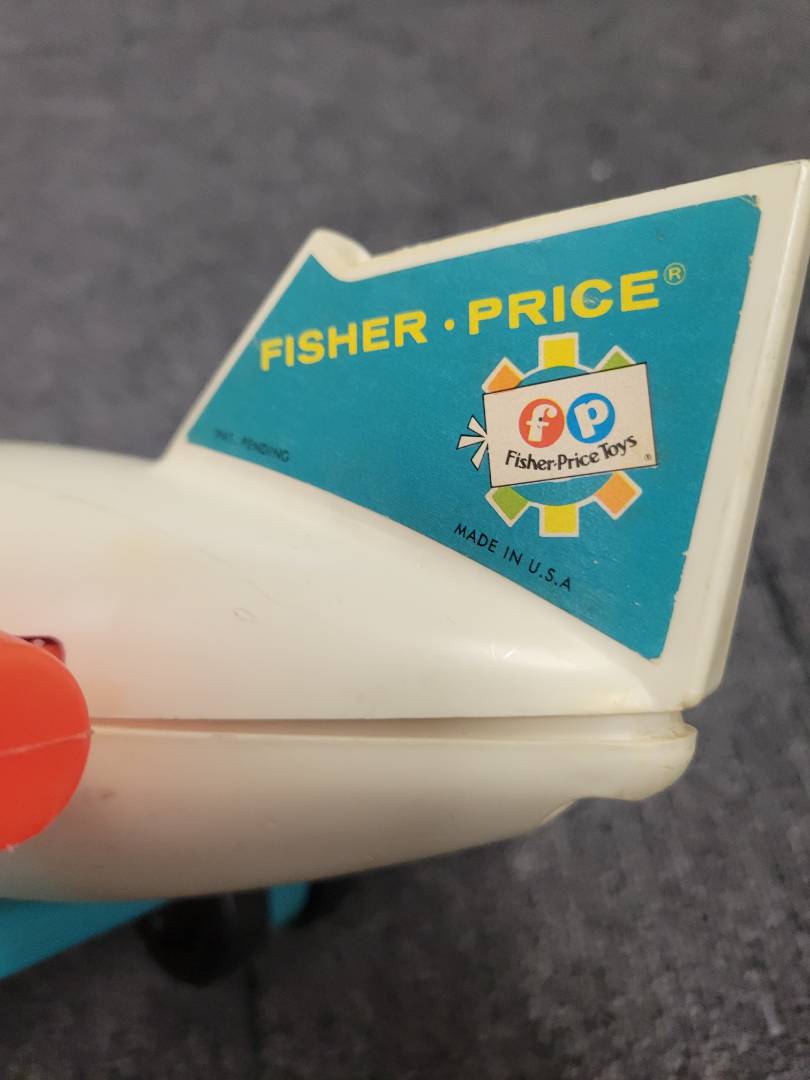 FISHER · PRICE®
fp
Fisher-Price Toys®
PAT. PENDING
MADE IN U.S.A